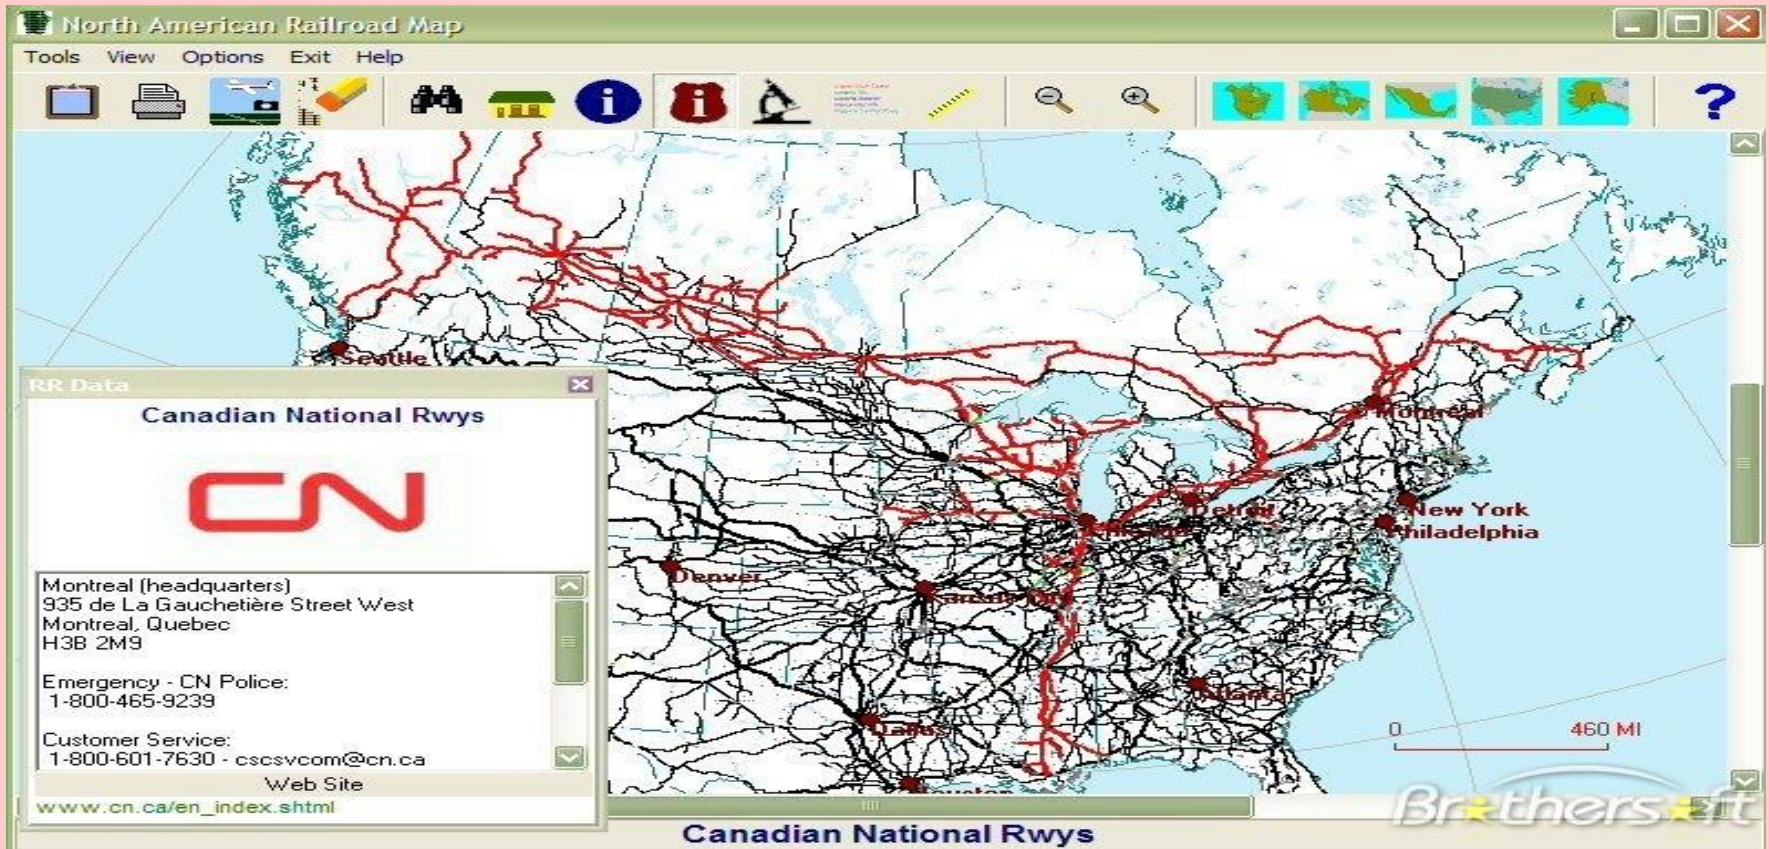 North American Railroad Map
Tools View Options Exit Help
Seattle
RR Data
Canadian National Rwys
CN
Montreal (headquarters)
935 de La Gauchetière Street West
Montreal, Quebec
H3B 2M9
Emergency - CN Police:
1-800-465-9239
Customer Service:
1-800-601-7630 - cscsvcom@cn.ca
Web Site
www.cn.ca/en_index.shtml
Montreal
Detroit
New York
Philadelphia
Chicago
Denver
Kansas City
Atlanta
Dallas
Houston
0 460 MI
Brothersoft
Canadian National Rwys